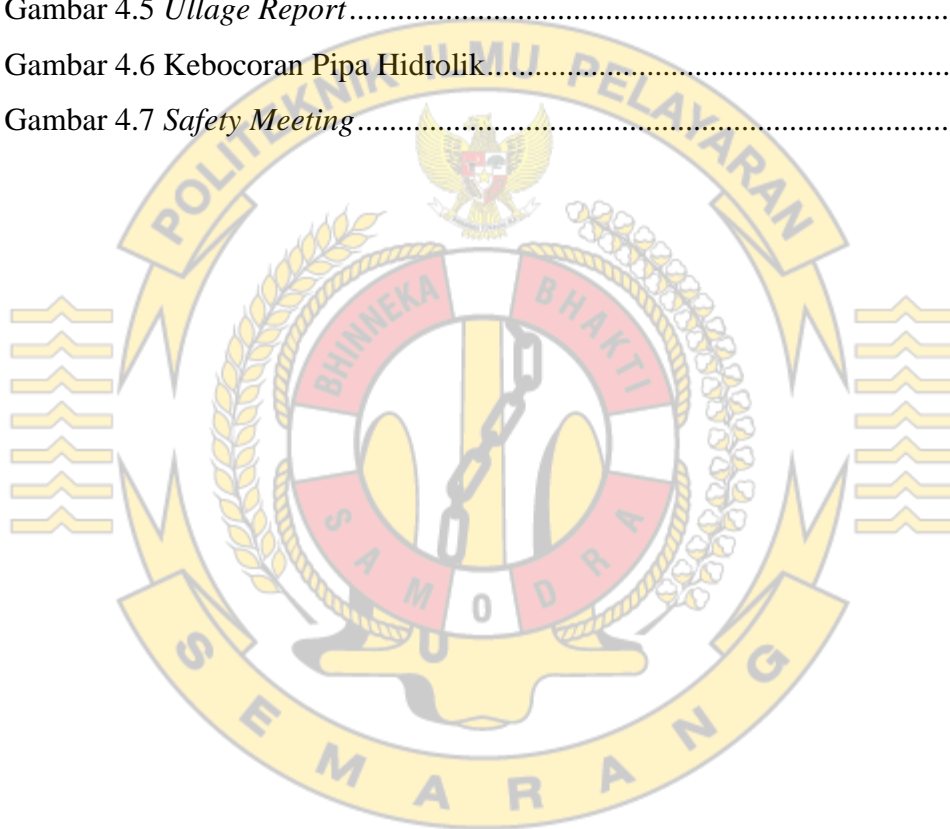 Gambar 4.5 Ullage Report................................................................................
Gambar 4.6 Kebocoran Pipa Hidrolik...............................................................
Gambar 4.7 Safety Meeting...............................................................................
POLITEKNIK ILMU PELAYARAN
BHINNEKA BHAKTI
SAMODRA
SEMARANG